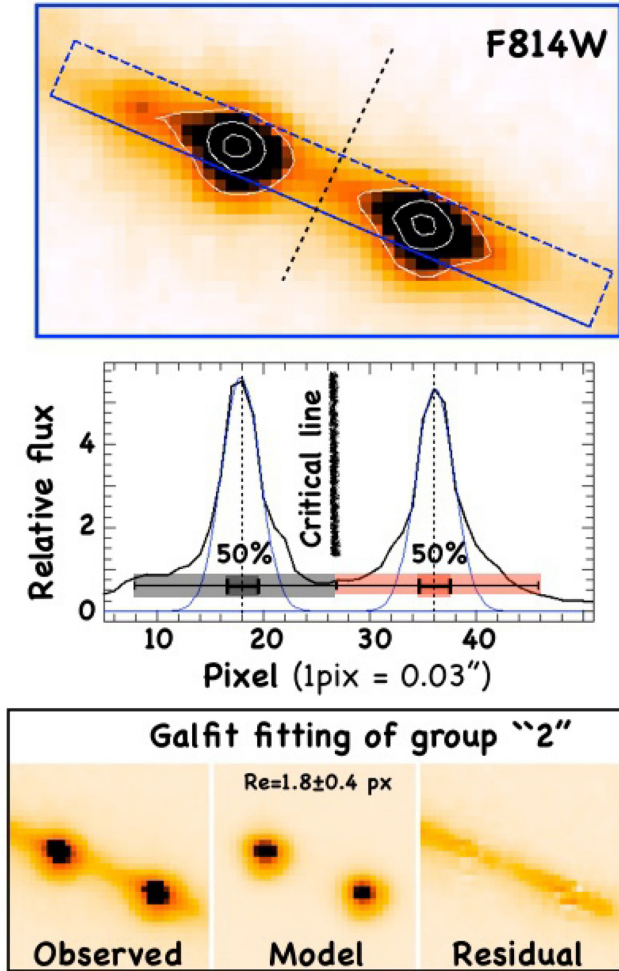 F814W
Relative flux
4
2
0
Critical line
50% 50%
10 20 30 40
Pixel (1pix = 0.03″)
Galfit fitting of group ‶2″
Re=1.8±0.4 px
Observed Model Residual